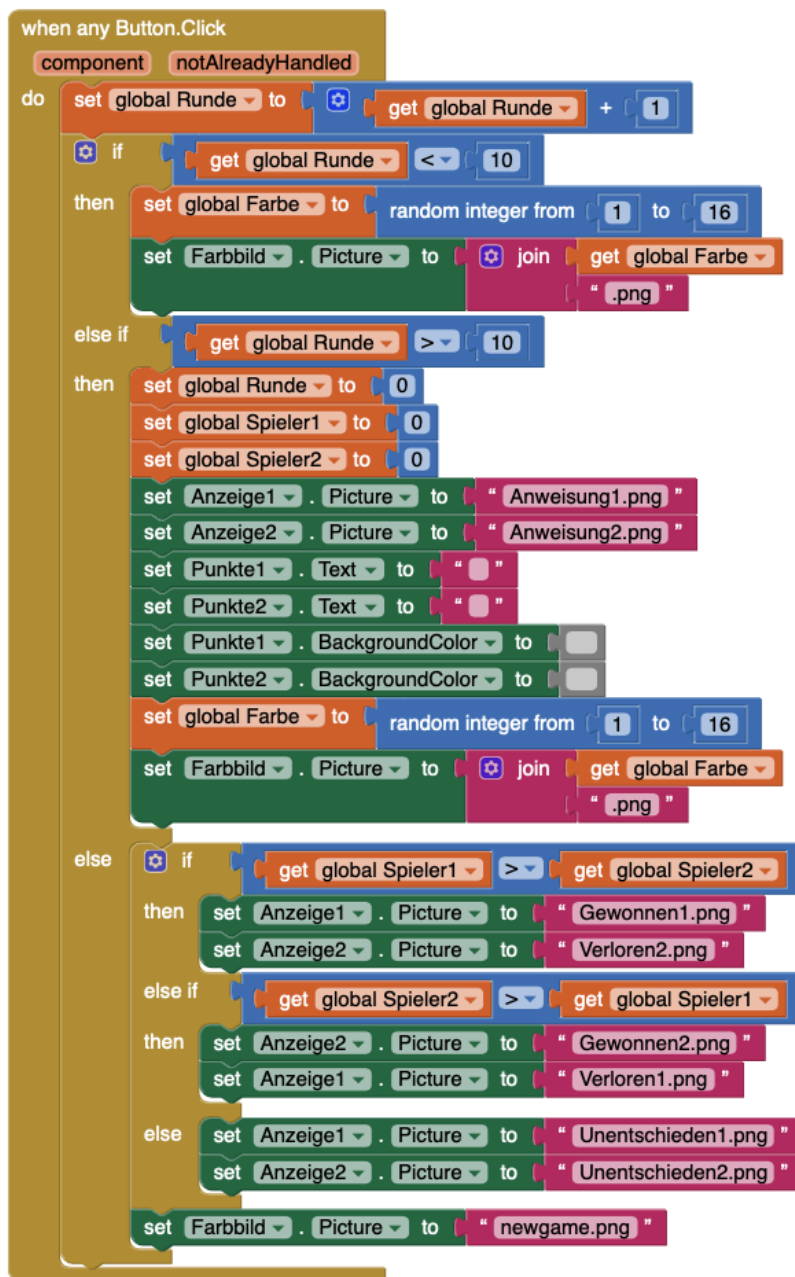 when any Button.Click
component notAlreadyHandled
do set global Runde to get global Runde + 1
if get global Runde < 10
then set global Farbe to random integer from 1 to 16
set Farbbild . Picture to join get global Farbe
“ .png ”
else if get global Runde > 10
then set global Runde to 0
set global Spieler1 to 0
set global Spieler2 to 0
set Anzeige1 . Picture to “ Anweisung1.png ”
set Anzeige2 . Picture to “ Anweisung2.png ”
set Punkte1 . Text to “ ”
set Punkte2 . Text to “ ”
set Punkte1 . BackgroundColor to
set Punkte2 . BackgroundColor to
set global Farbe to random integer from 1 to 16
set Farbbild . Picture to join get global Farbe
“ .png ”
else if get global Spieler1 > get global Spieler2
then set Anzeige1 . Picture to “ Gewonnen1.png ”
set Anzeige2 . Picture to “ Verloren2.png ”
else if get global Spieler2 > get global Spieler1
then set Anzeige2 . Picture to “ Gewonnen2.png ”
set Anzeige1 . Picture to “ Verloren1.png ”
else set Anzeige1 . Picture to “ Unentschieden1.png ”
set Anzeige2 . Picture to “ Unentschieden2.png ”
set Farbbild . Picture to “ newgame.png ”